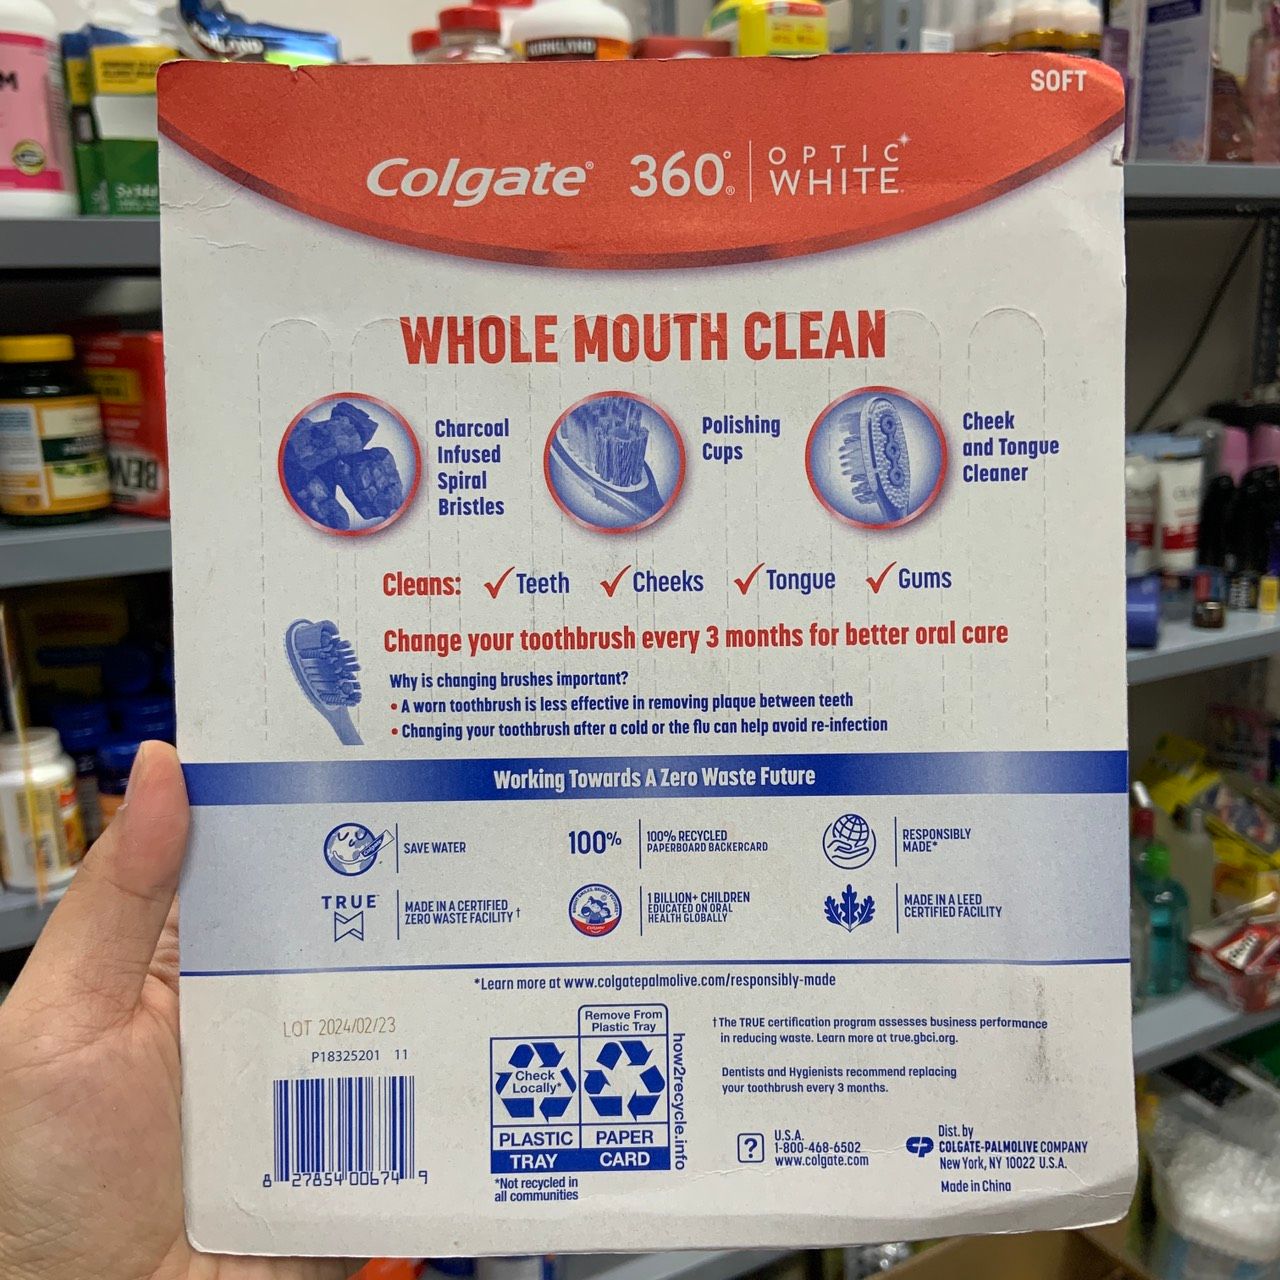 SOFT
Colgate® 360°® OPTIC WHITE
WHOLE MOUTH CLEAN
Charcoal
Infused
Spiral
Bristles
Polishing
Cups
Cheek
and Tongue
Cleaner
Cleans: ✓ Teeth ✓ Cheeks ✓ Tongue ✓ Gums
Change your toothbrush every 3 months for better oral care
Why is changing brushes important?
• A worn toothbrush is less effective in removing plaque between teeth
• Changing your toothbrush after a cold or the flu can help avoid re-infection
Working Towards A Zero Waste Future
SAVE WATER
100%
100% RECYCLED
PAPERBOARD BACKERCARD
RESPONSIBLY
MADE*
TRUE
MADE IN A CERTIFIED
ZERO WASTE FACILITY †
1 BILLION+ CHILDREN
EDUCATED ON ORAL
HEALTH GLOBALLY
MADE IN A LEED
CERTIFIED FACILITY
*Learn more at www.colgatepalmolive.com/responsibly-made
LOT 2024/02/23
P18325201 11
8 27854 00674 9
Remove From
Plastic Tray
Check
Locally*
PLASTIC
TRAY
PAPER
CARD
how2recycle.info
*Not recycled in
all communities
† The TRUE certification program assesses business performance
in reducing waste. Learn more at true.gbci.org.
Dentists and Hygienists recommend replacing
your toothbrush every 3 months.
?
U.S.A.
1-800-468-6502
www.colgate.com
Dist. by
COLGATE-PALMOLIVE COMPANY
New York, NY 10022 U.S.A.
Made in China
KIRKLAND